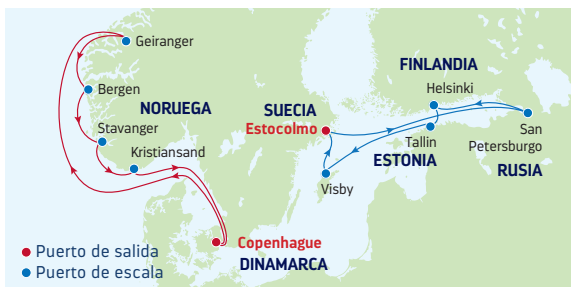 Geiranger
FINLANDIA
Helsinki
Bergen
NORUEGA
SUECIA
Estocolmo
Stavanger
Tallin
San
Petersburgo
Kristiansand
ESTONIA
RUSIA
Visby
Copenhague
DINAMARCA
Puerto de salida
Puerto de escala